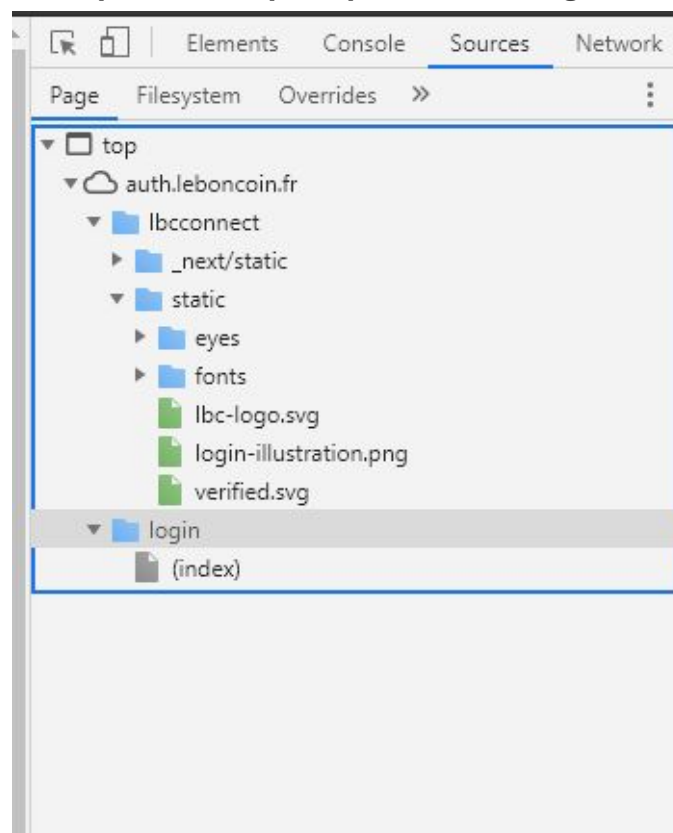 Elements Console Sources Network
Page Filesystem Overrides »
top
auth.leboncoin.fr
lbcconnect
_next/static
static
eyes
fonts
lbc-logo.svg
login-illustration.png
verified.svg
login
(index)